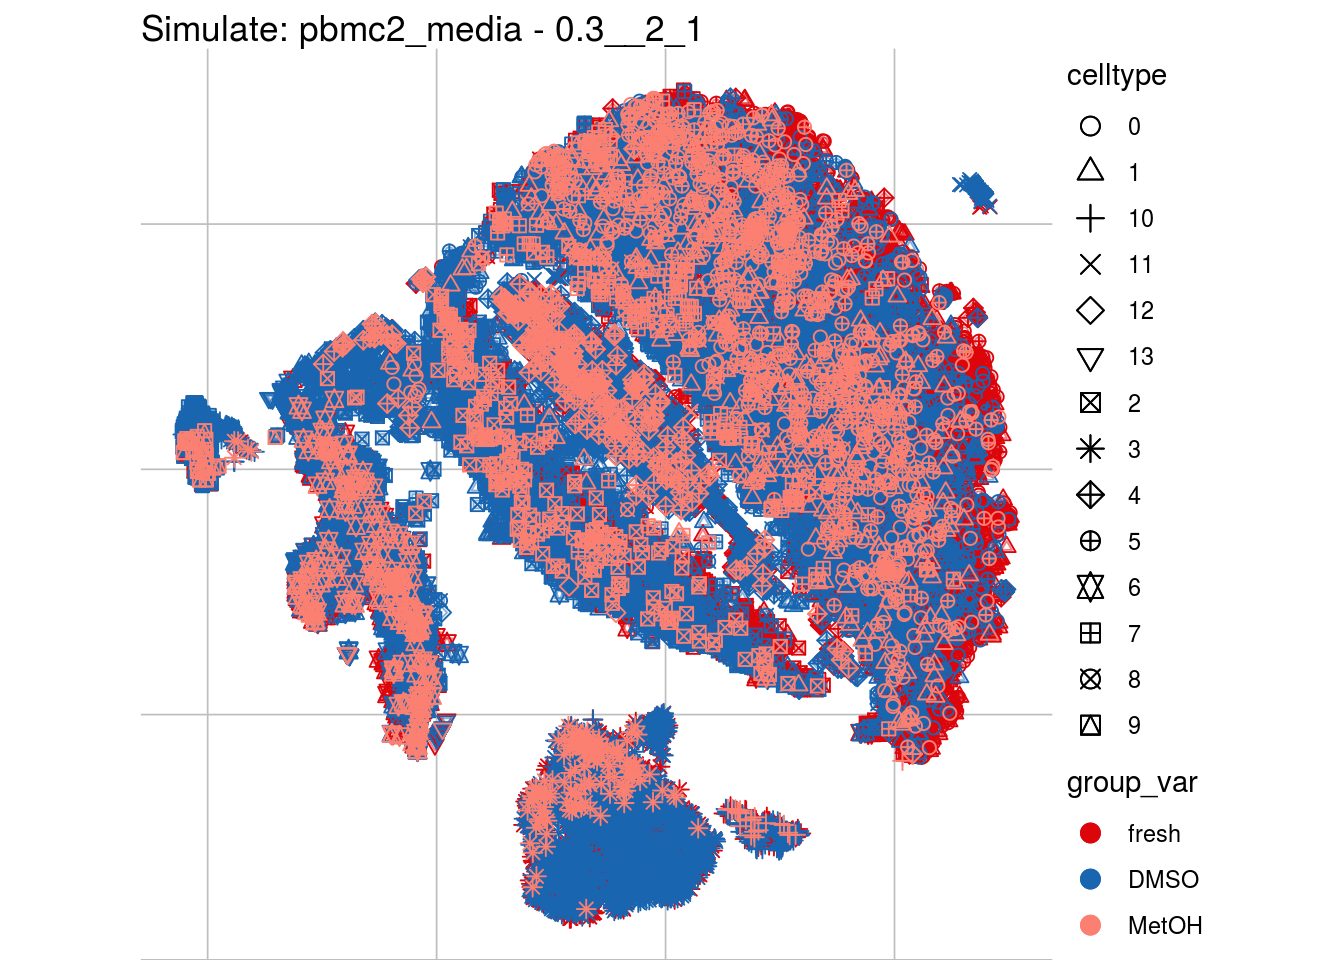 Simulate: pbmc2_media - 0.3__2_1
celltype
0
1
10
11
12
13
2
3
4
5
6
7
8
9
group_var
fresh
DMSO
MetOH